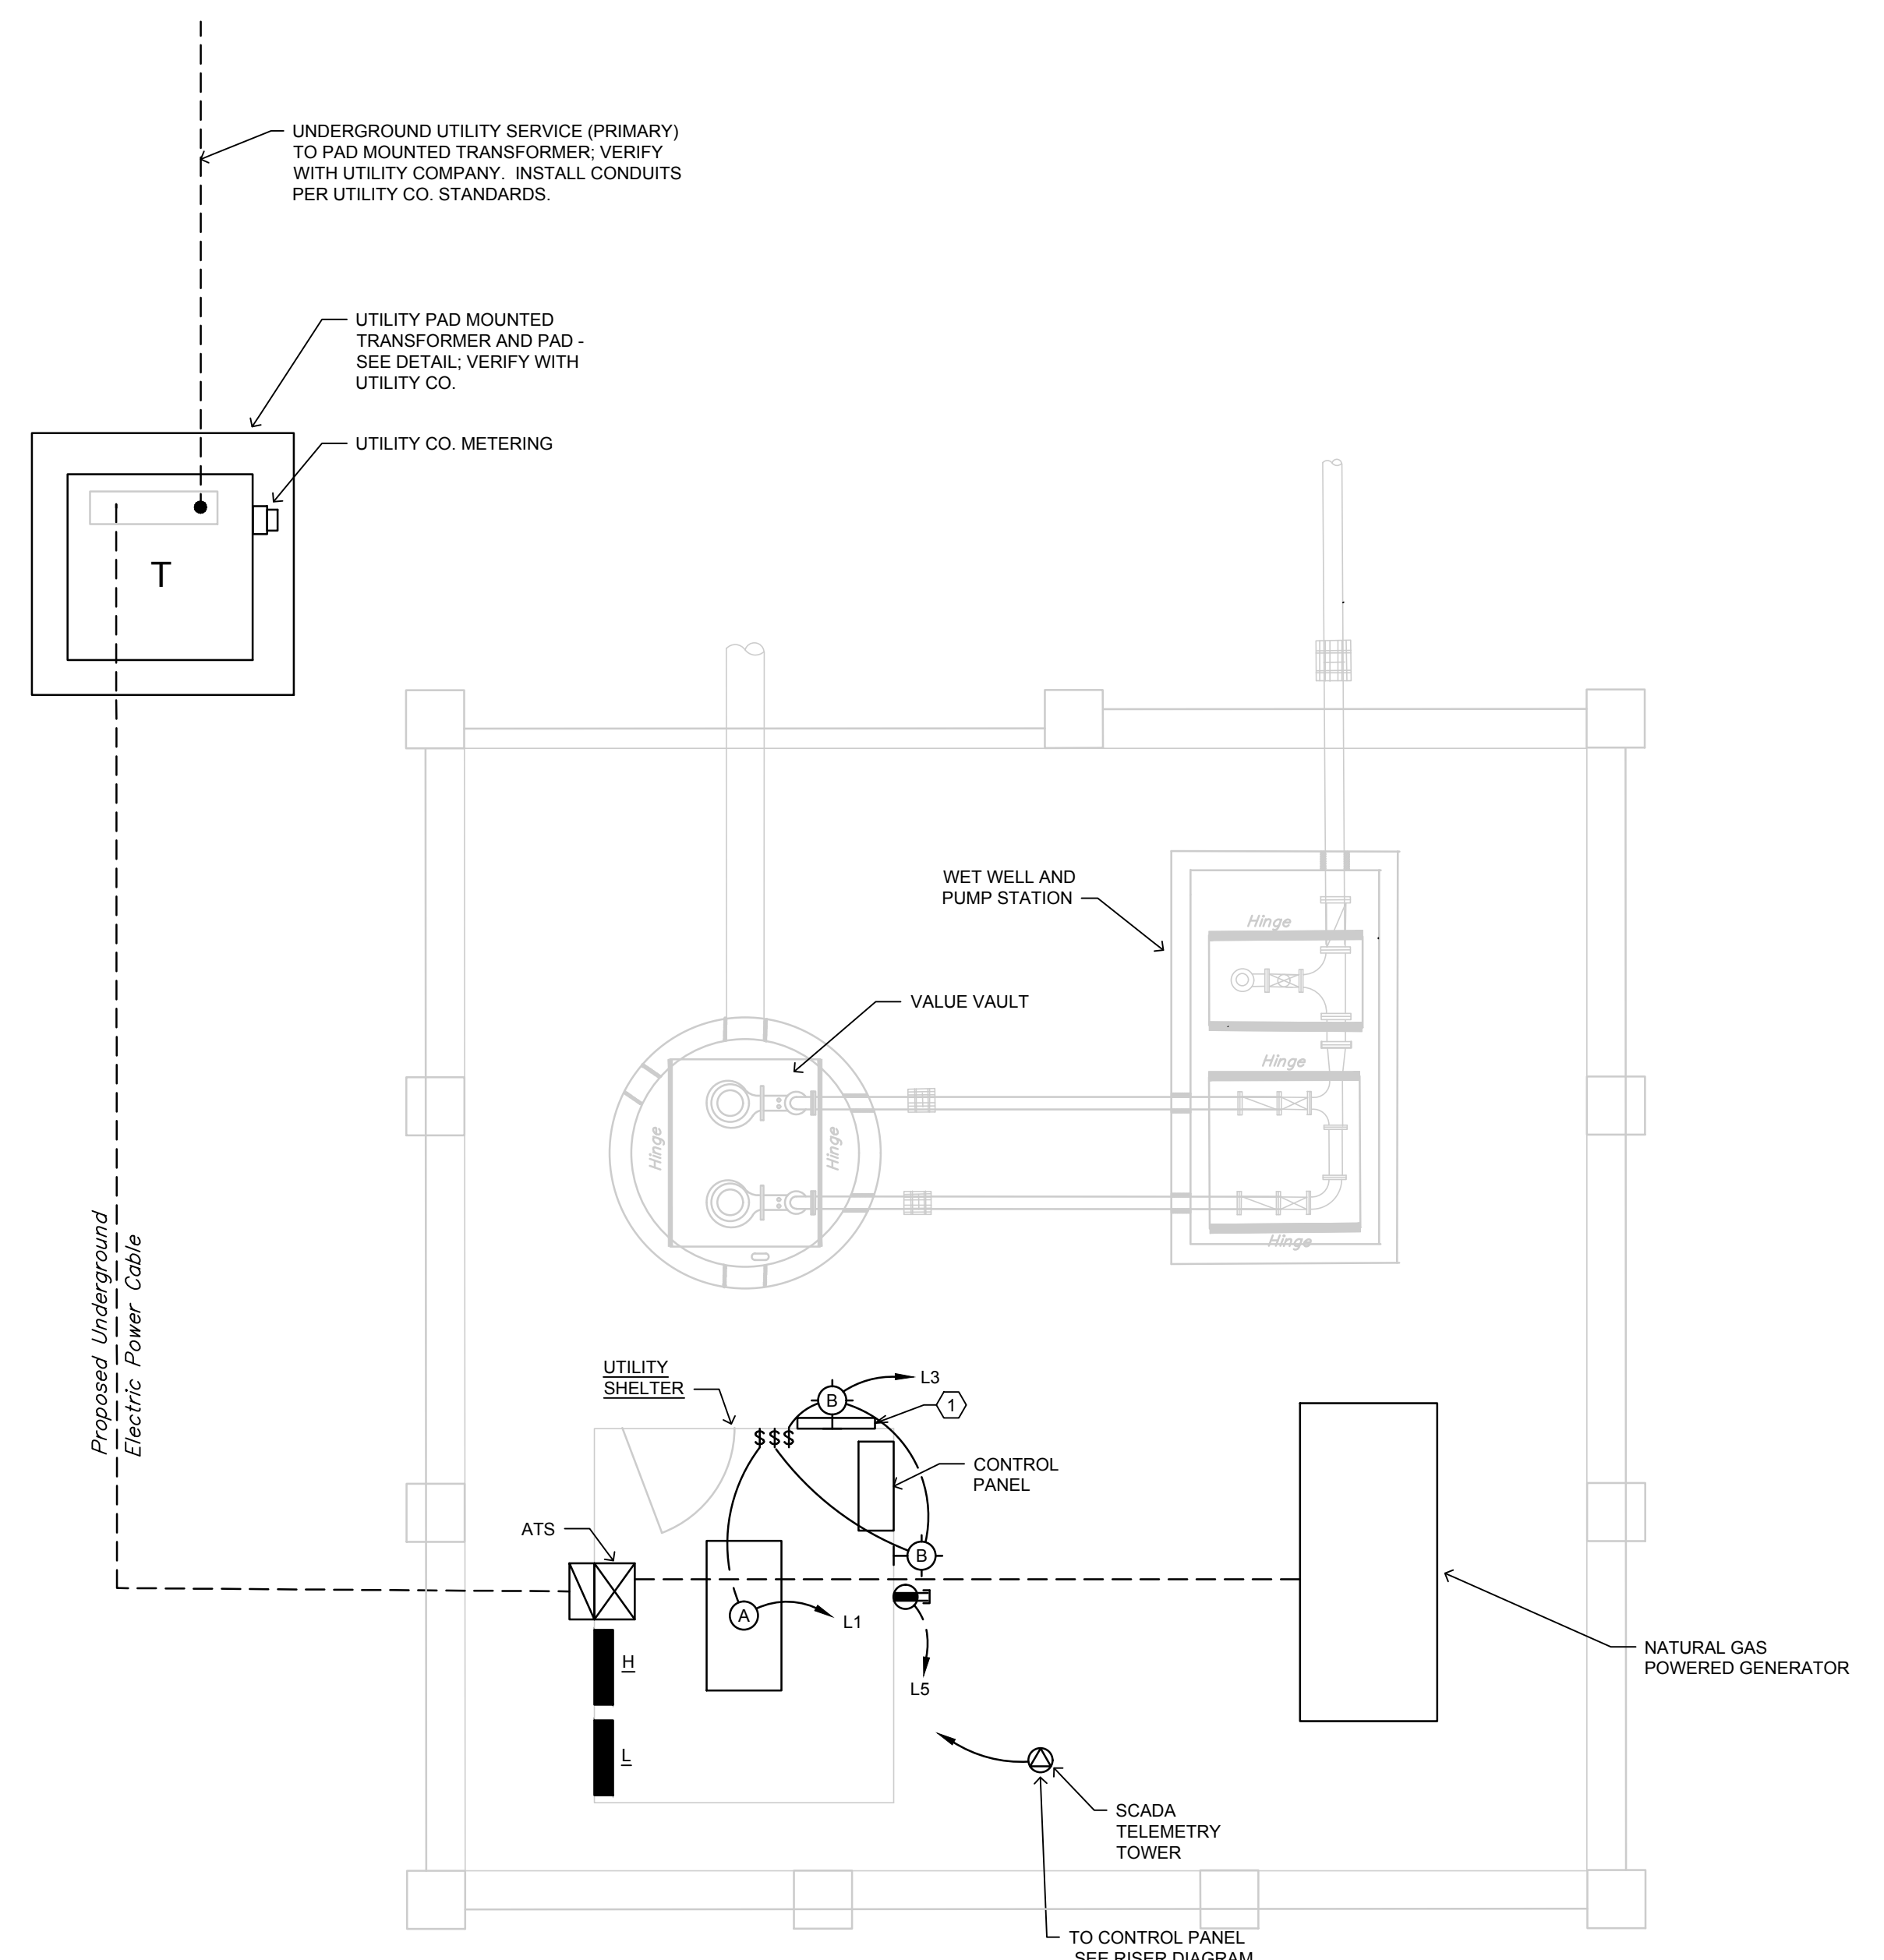 UNDERGROUND UTILITY SERVICE (PRIMARY)
TO PAD MOUNTED TRANSFORMER; VERIFY
WITH UTILITY COMPANY. INSTALL CONDUITS
PER UTILITY CO. STANDARDS.
UTILITY PAD MOUNTED
TRANSFORMER AND PAD -
SEE DETAIL; VERIFY WITH
UTILITY CO.
UTILITY CO. METERING
T
WET WELL AND
PUMP STATION
Hinge
VALUE VAULT
Hinge
Hinge
Hinge
Hinge
Proposed Underground
Electric Power Cable
UTILITY
SHELTER
B
L3
1
$$$
CONTROL
PANEL
ATS
B
A
L1
H
L5
L
NATURAL GAS
POWERED GENERATOR
SCADA
TELEMETRY
TOWER
TO CONTROL PANEL
SEE RISER DIAGRAM